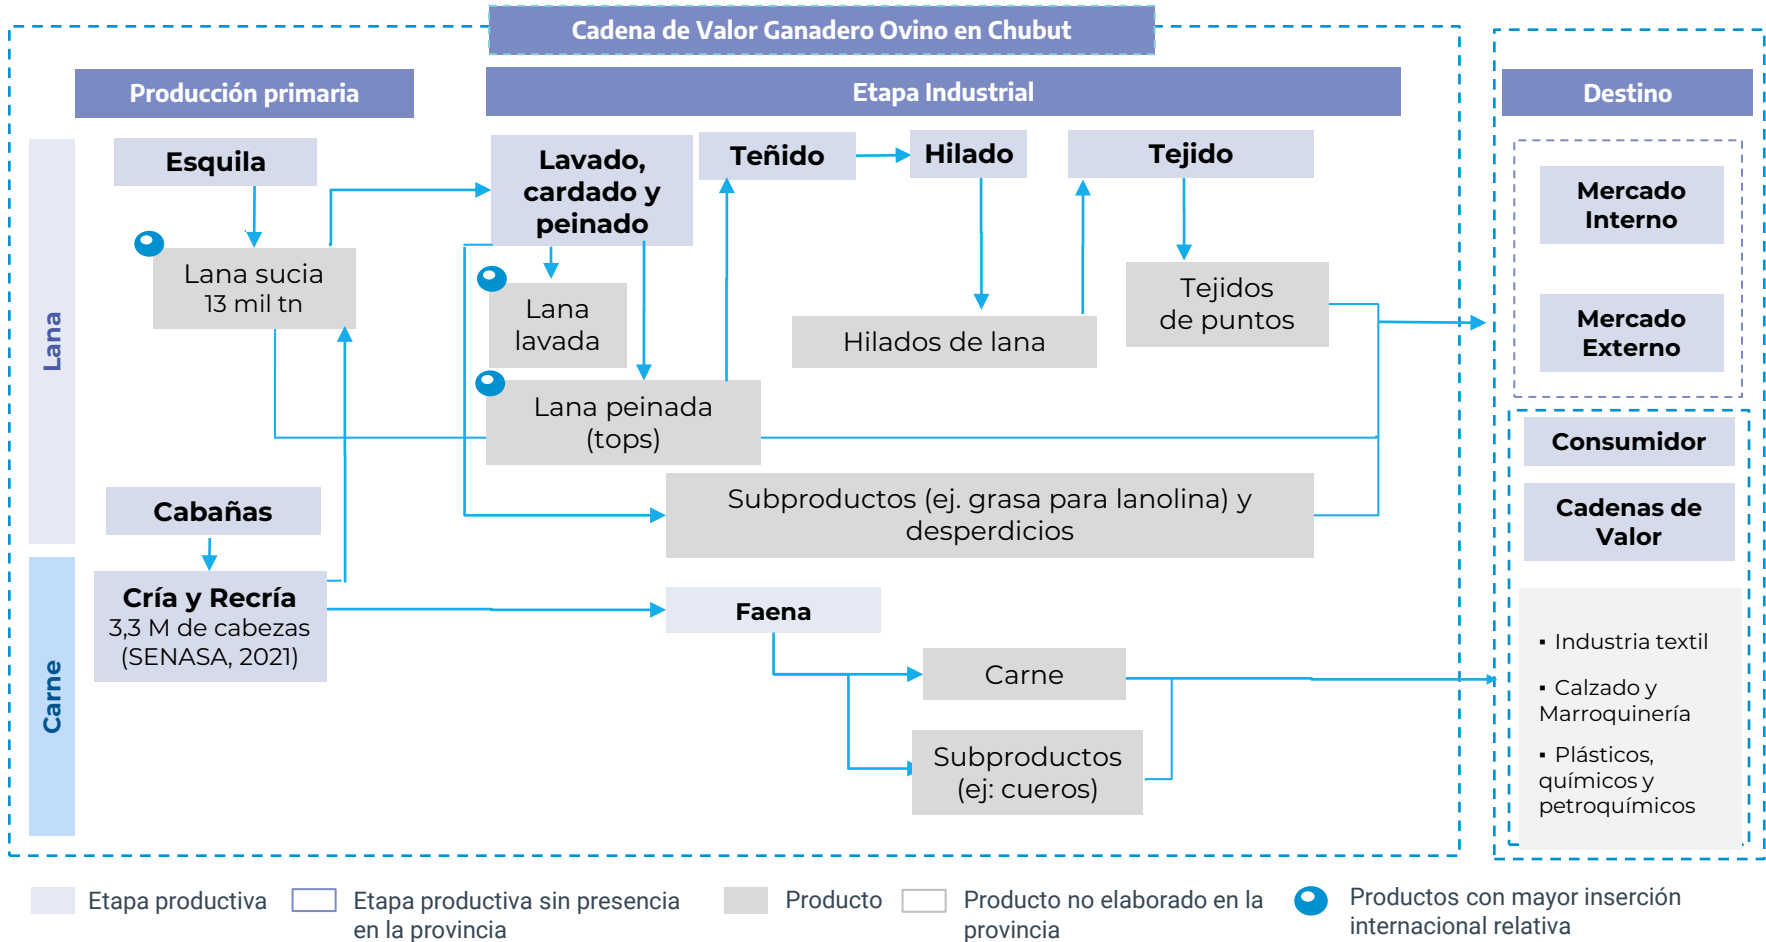 Cadena de Valor Ganadero Ovino en Chubut
Producción primaria
Etapa Industrial
Destino
Lana
Esquila
Lana sucia
13 mil tn
Lavado,
cardado y
peinado
Lana
lavada
Lana peinada
(tops)
Teñido
Hilado
Hilados de lana
Tejido
Tejidos
de puntos
Subproductos (ej. grasa para lanolina) y
desperdicios
Cabañas
Carne
Cría y Recría
3,3 M de cabezas
(SENASA, 2021)
Faena
Carne
Subproductos
(ej: cueros)
Mercado
Interno
Mercado
Externo
Consumidor
Cadenas de
Valor
▪ Industria textil
▪ Calzado y
Marroquinería
▪ Plásticos,
químicos y
petroquímicos
Etapa productiva
Etapa productiva sin presencia
en la provincia
Producto
Producto no elaborado en la
provincia
Productos con mayor inserción
internacional relativa